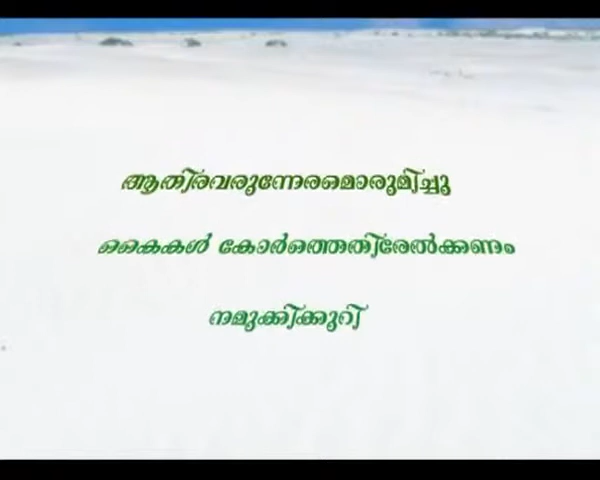 ആതിരവരുന്നേരമൊരുമിച്ചു
കൈകൾ കോർത്തെതിരേൽക്കണം
നമുക്കിക്കുറി